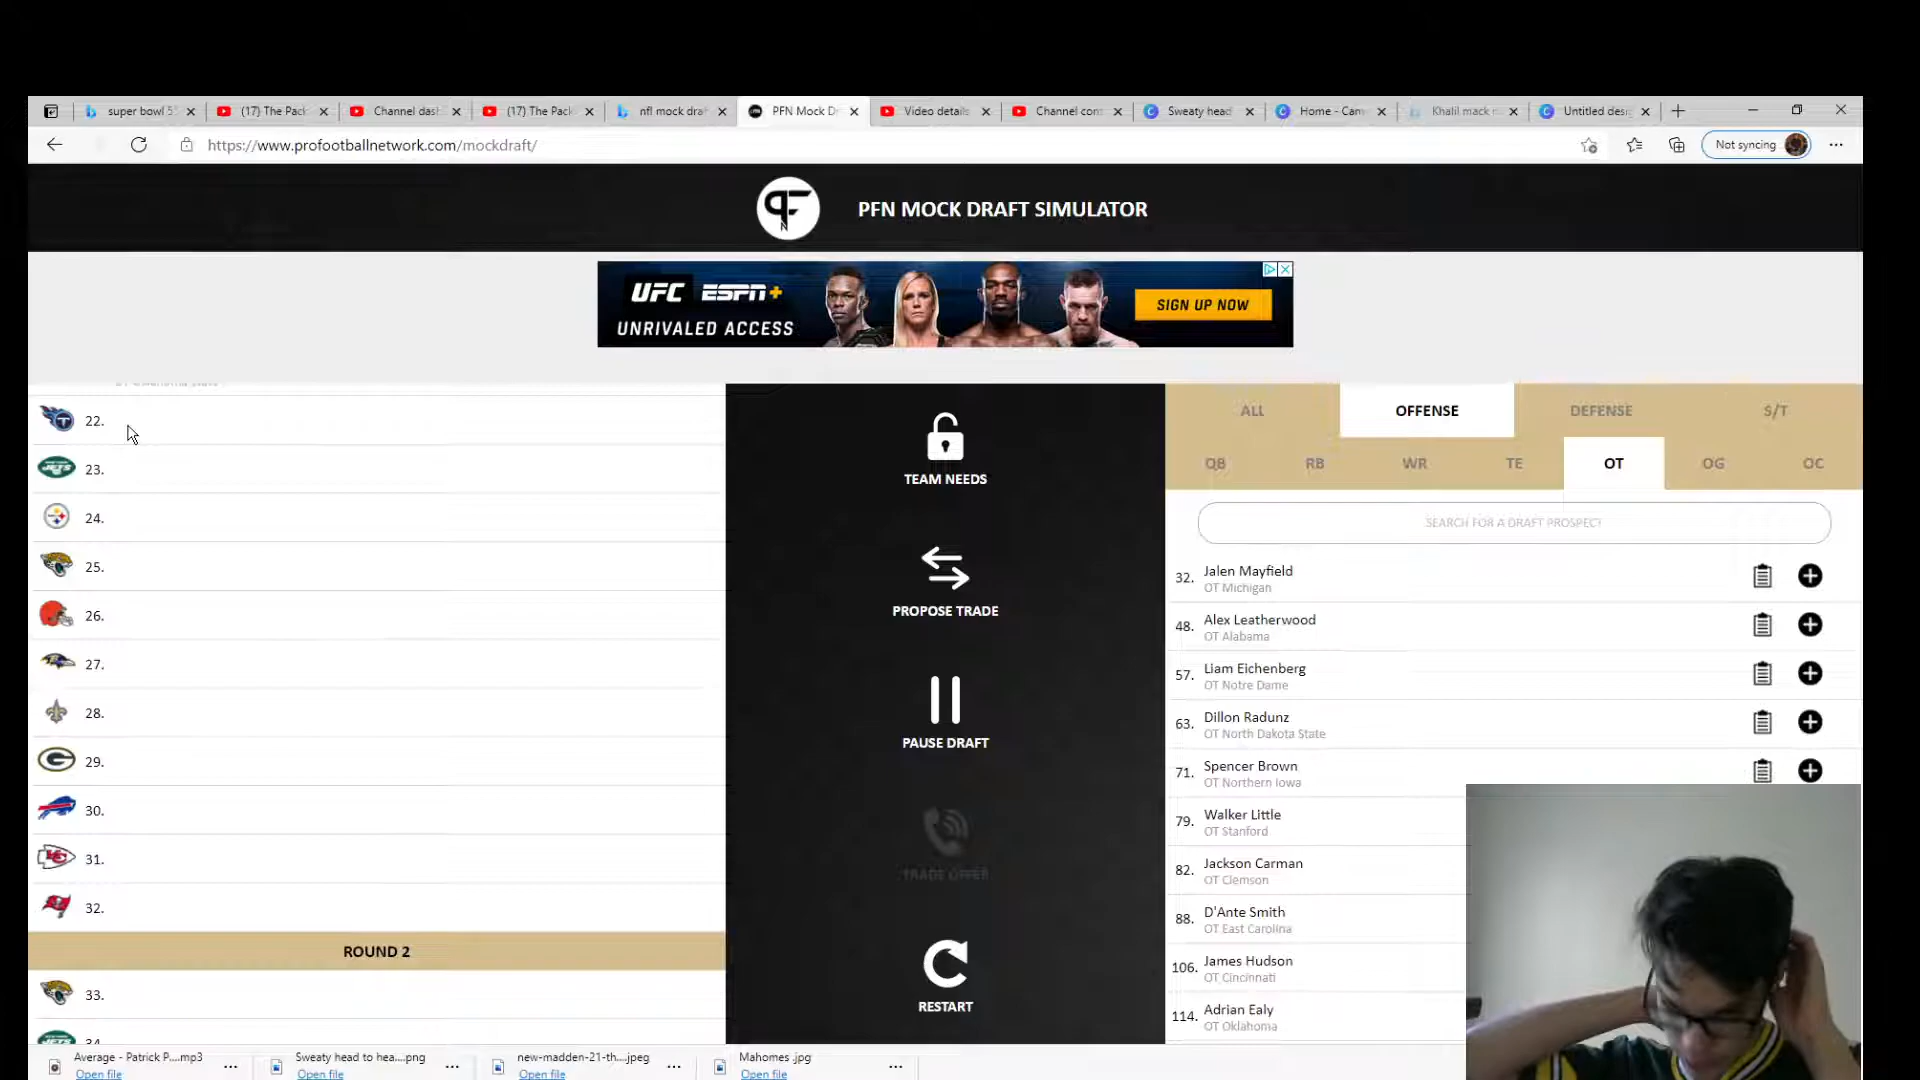 super bowl 5
(17) The Pack
Channel das
(17) The Pack
nfl mock dra
PFN Mock Dr
Video details
Channel con
Sweaty head
Home - Can
Khalil mack r
Untitled des
https://www.profootballnetwork.com/mockdraft/
Not syncing
PFN MOCK DRAFT SIMULATOR
UFC ESPN+
UNRIVALED ACCESS
SIGN UP NOW
22.
23.
24.
25.
26.
27.
28.
29.
30.
31.
32.
ROUND 2
33.
TEAM NEEDS
PROPOSE TRADE
PAUSE DRAFT
TRADE OFFER
RESTART
ALL OFFENSE DEFENSE S/T
QB RB WR TE OT OG OC
SEARCH FOR A DRAFT PROSPECT
32. Jalen Mayfield
OT Michigan
48. Alex Leatherwood
OT Alabama
57. Liam Eichenberg
OT Notre Dame
63. Dillon Radunz
OT North Dakota State
71. Spencer Brown
OT Northern Iowa
79. Walker Little
OT Stanford
82. Jackson Carman
OT Clemson
88. D'Ante Smith
OT East Carolina
106. James Hudson
OT Cincinnati
114. Adrian Ealy
OT Oklahoma
Average - Patrick P....mp3
Open file
Sweaty head to hea....png
Open file
new-madden-21-th....jpeg
Open file
Mahomes .jpg
Open file